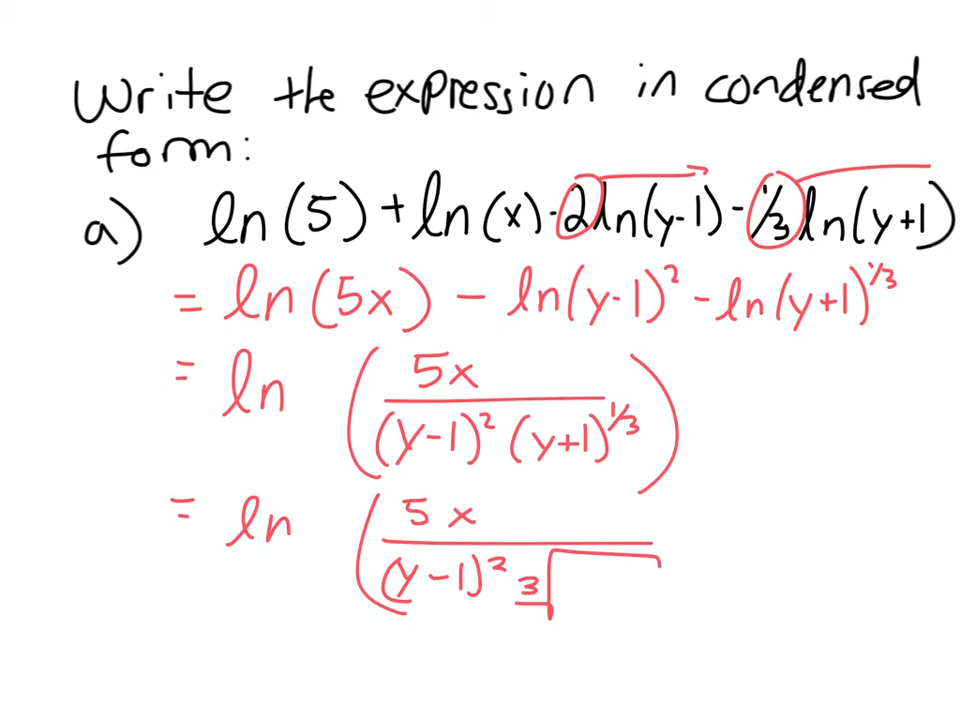 Write the expression in condensed
form:
a) ln(5) + ln(x) - 2ln(y-1) - 1/3 ln(y+1)
= ln(5x) - ln(y-1)² - ln(y+1)^1/3
= ln (5x / (y-1)² (y+1)^1/3)
= ln (5x / (y-1)² ³√